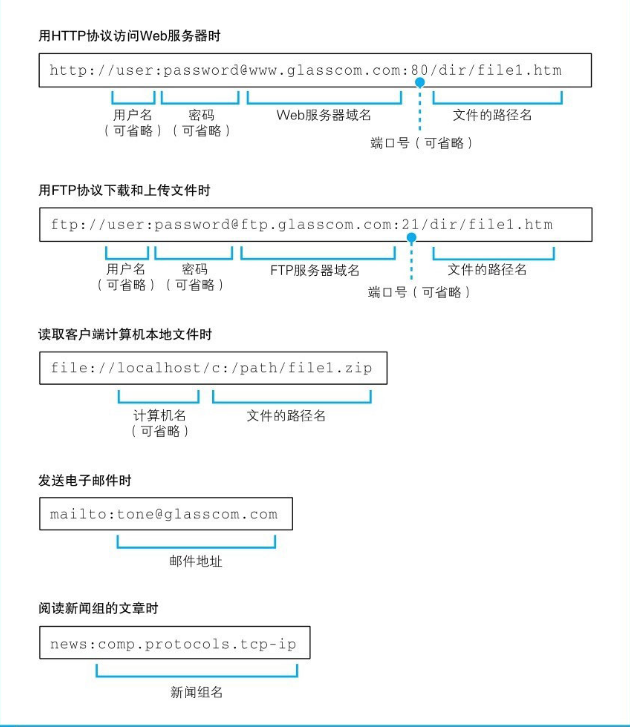 用HTTP协议访问Web服务器时
http://user:password@www.glasscom.com:80/dir/file1.htm
用户名 密码 Web服务器域名 文件的路径名
（可省略）（可省略）
端口号（可省略）
用FTP协议下载和上传文件时
ftp://user:password@ftp.glasscom.com:21/dir/file1.htm
用户名 密码 FTP服务器域名 文件的路径名
（可省略）（可省略）
端口号（可省略）
读取客户端计算机本地文件时
file://localhost/c:/path/file1.zip
计算机名 文件的路径名
（可省略）
发送电子邮件时
mailto:tone@glasscom.com
邮件地址
阅读新闻组的文章时
news:comp.protocols.tcp-ip
新闻组名